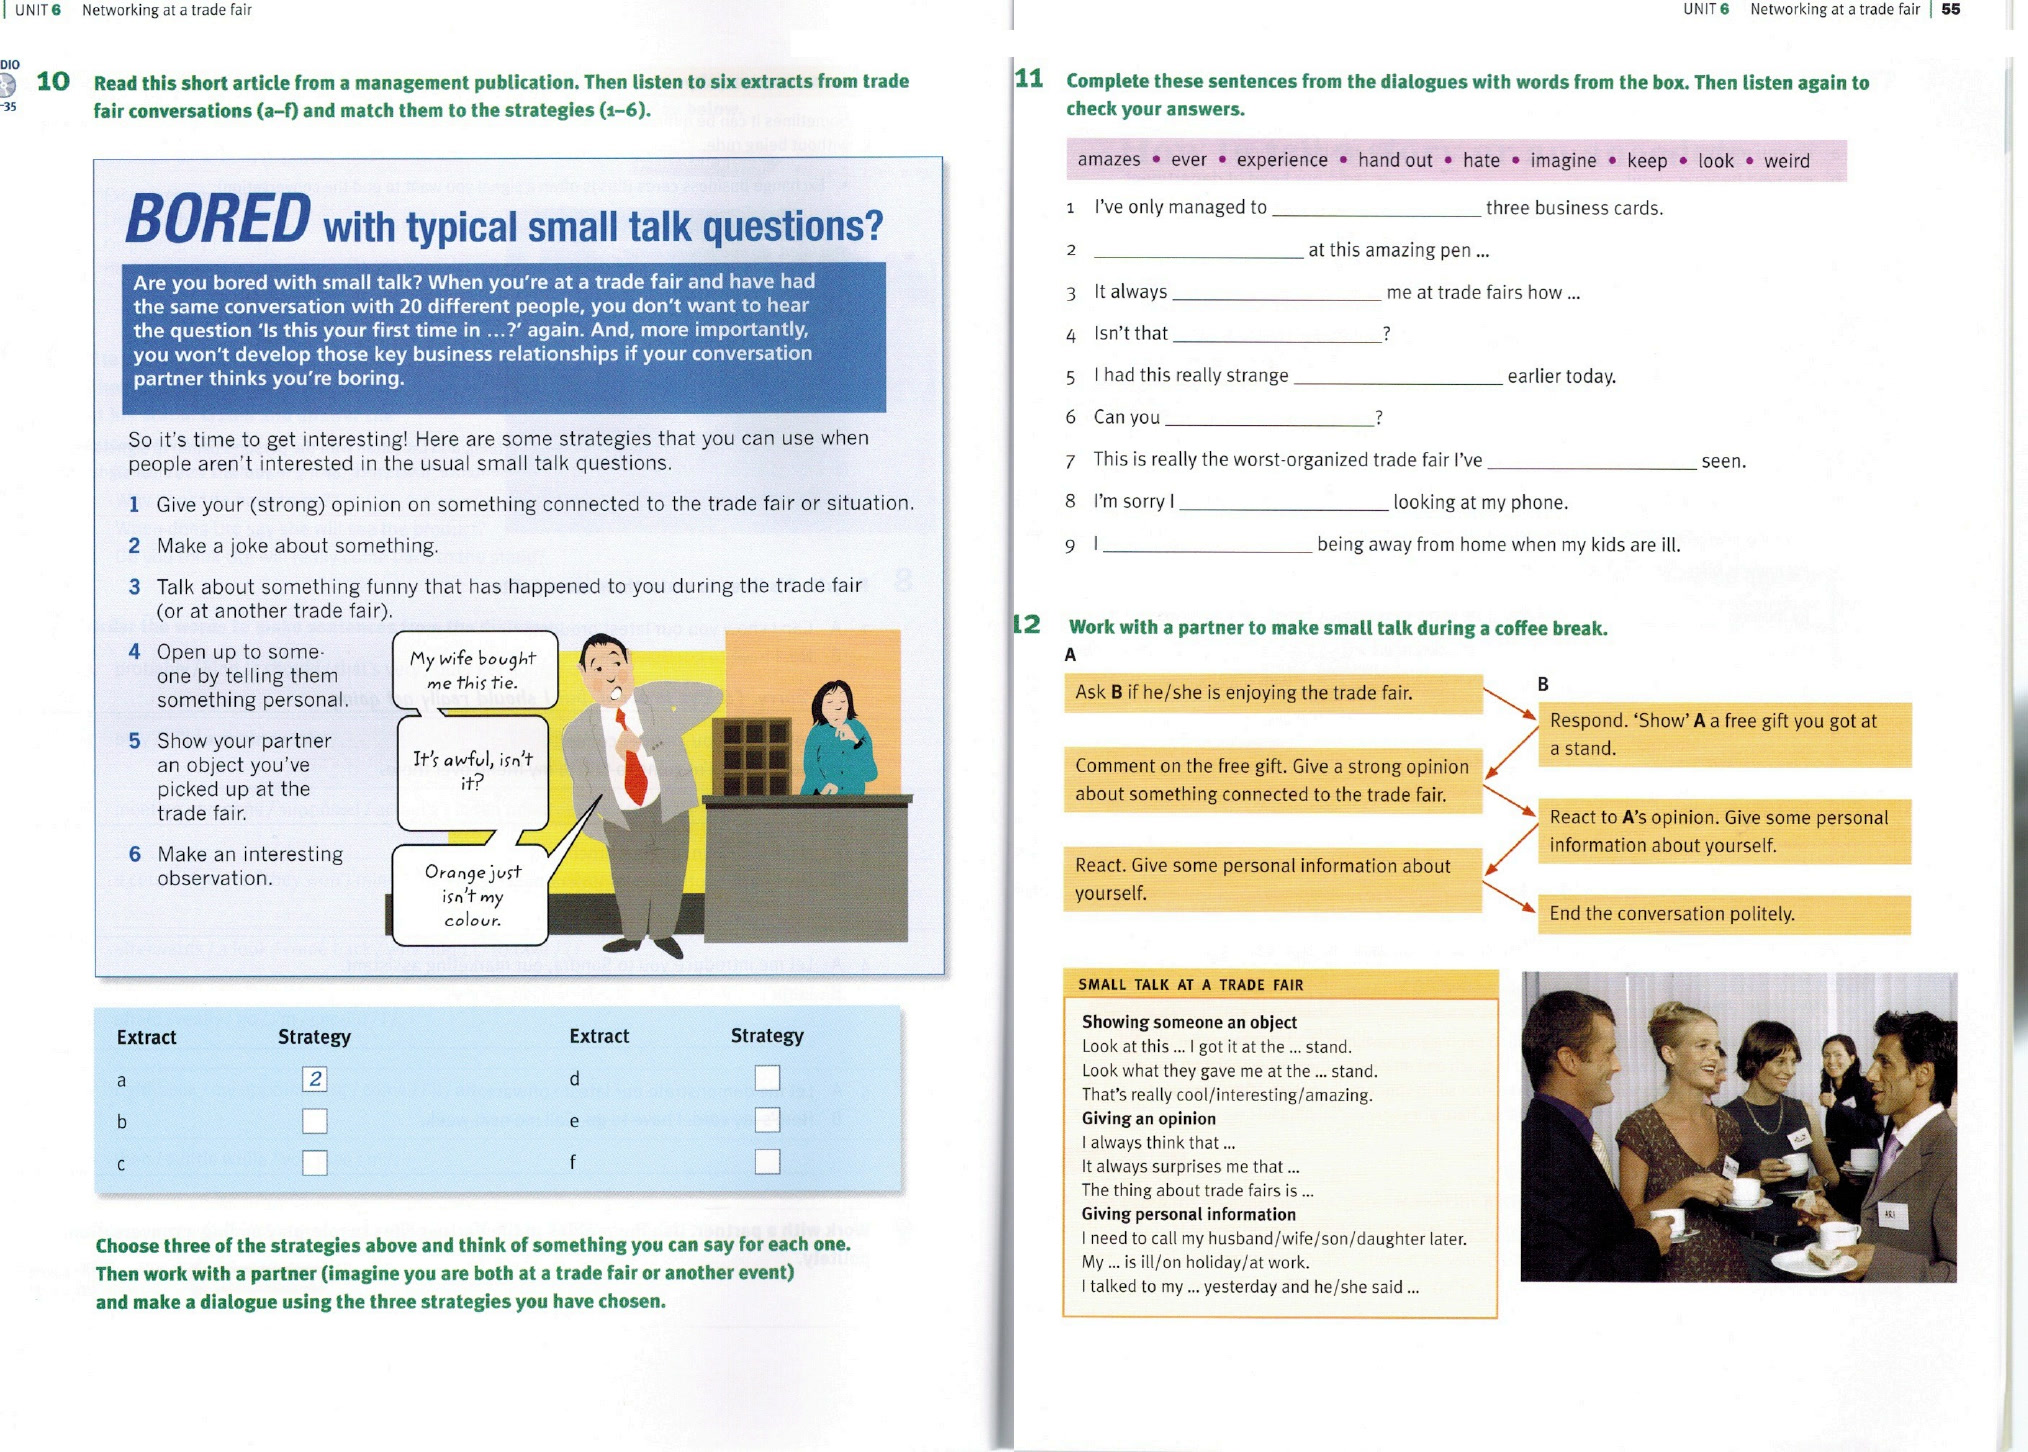 UNIT 6 Networking at a trade fair
DIO
-35
10 Read this short article from a management publication. Then listen to six extracts from trade
fair conversations (a–f) and match them to the strategies (1–6).
BORED with typical small talk questions?
Are you bored with small talk? When you're at a trade fair and have had
the same conversation with 20 different people, you don't want to hear
the question 'Is this your first time in ...?' again. And, more importantly,
you won't develop those key business relationships if your conversation
partner thinks you're boring.
So it's time to get interesting! Here are some strategies that you can use when
people aren't interested in the usual small talk questions.
1 Give your (strong) opinion on something connected to the trade fair or situation.
2 Make a joke about something.
3 Talk about something funny that has happened to you during the trade fair
(or at another trade fair).
4 Open up to some-
one by telling them
something personal.
5 Show your partner
an object you've
picked up at the
trade fair.
6 Make an interesting
observation.
My wife bought
me this tie.
It's awful, isn't
it?
Orange just
isn't my
colour.
Extract Strategy Extract Strategy
a 2 d
b e
c f
Choose three of the strategies above and think of something you can say for each one.
Then work with a partner (imagine you are both at a trade fair or another event)
and make a dialogue using the three strategies you have chosen.
UNIT 6 Networking at a trade fair 55
11 Complete these sentences from the dialogues with words from the box. Then listen again to
check your answers.
amazes • ever • experience • hand out • hate • imagine • keep • look • weird
1 I've only managed to ____ three business cards.
2 ____ at this amazing pen ...
3 It always ____ me at trade fairs how ...
4 Isn't that ____?
5 I had this really strange ____ earlier today.
6 Can you ____?
7 This is really the worst-organized trade fair I've ____ seen.
8 I'm sorry I ____ looking at my phone.
9 I ____ being away from home when my kids are ill.
12 Work with a partner to make small talk during a coffee break.
A
Ask B if he/she is enjoying the trade fair.
B
Respond. 'Show' A a free gift you got at
a stand.
Comment on the free gift. Give a strong opinion
about something connected to the trade fair.
React to A's opinion. Give some personal
information about yourself.
React. Give some personal information about
yourself.
End the conversation politely.
SMALL TALK AT A TRADE FAIR
Showing someone an object
Look at this ... I got it at the ... stand.
Look what they gave me at the ... stand.
That's really cool/interesting/amazing.
Giving an opinion
I always think that ...
It always surprises me that ...
The thing about trade fairs is ...
Giving personal information
I need to call my husband/wife/son/daughter later.
My ... is ill/on holiday/at work.
I talked to my ... yesterday and he/she said ...